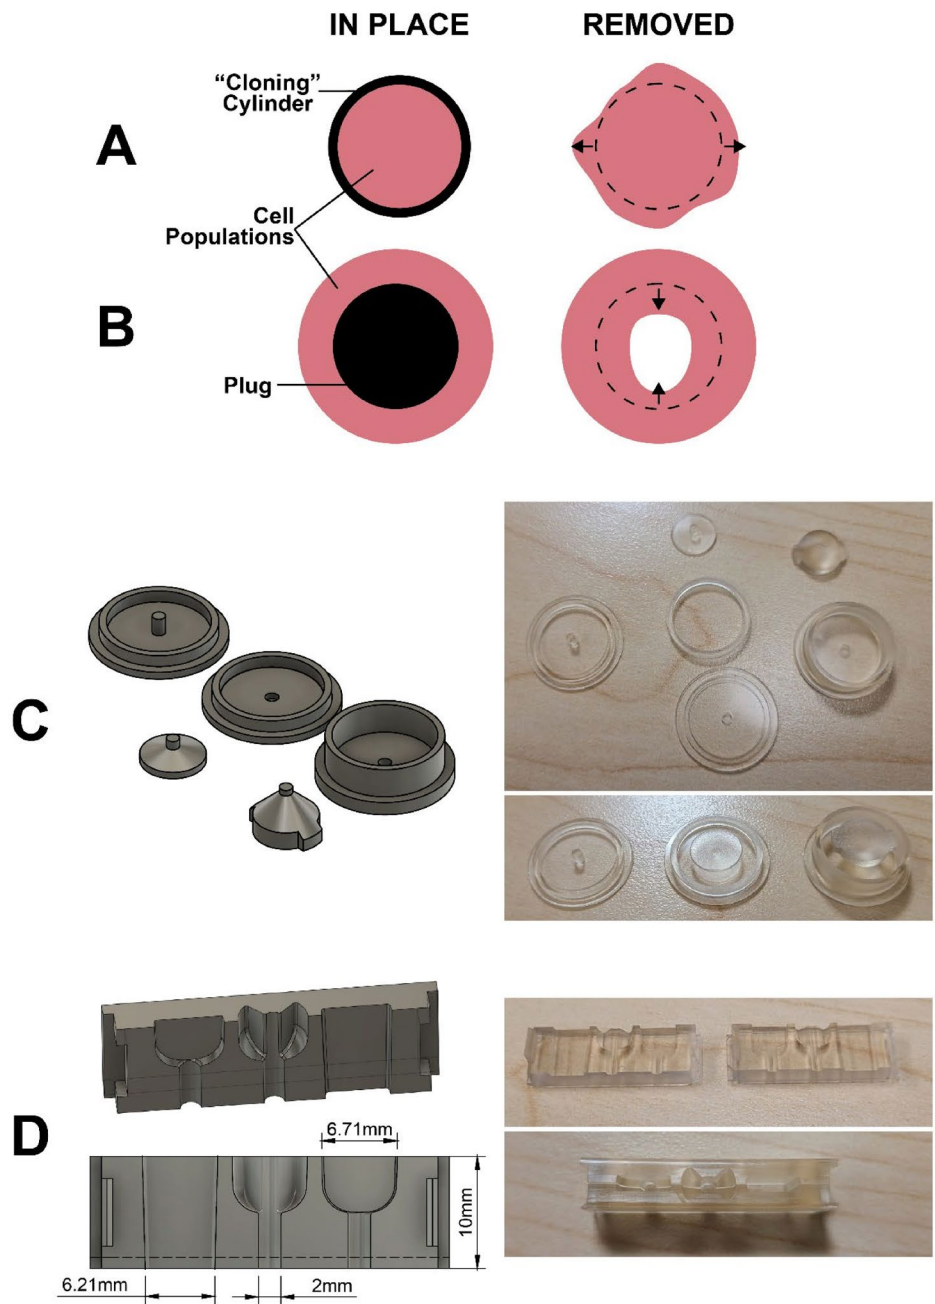 IN PLACE
REMOVED
A
“Cloning”
Cylinder
Cell
Populations
B
Plug
C
D
6.71mm
10mm
6.21mm
2mm